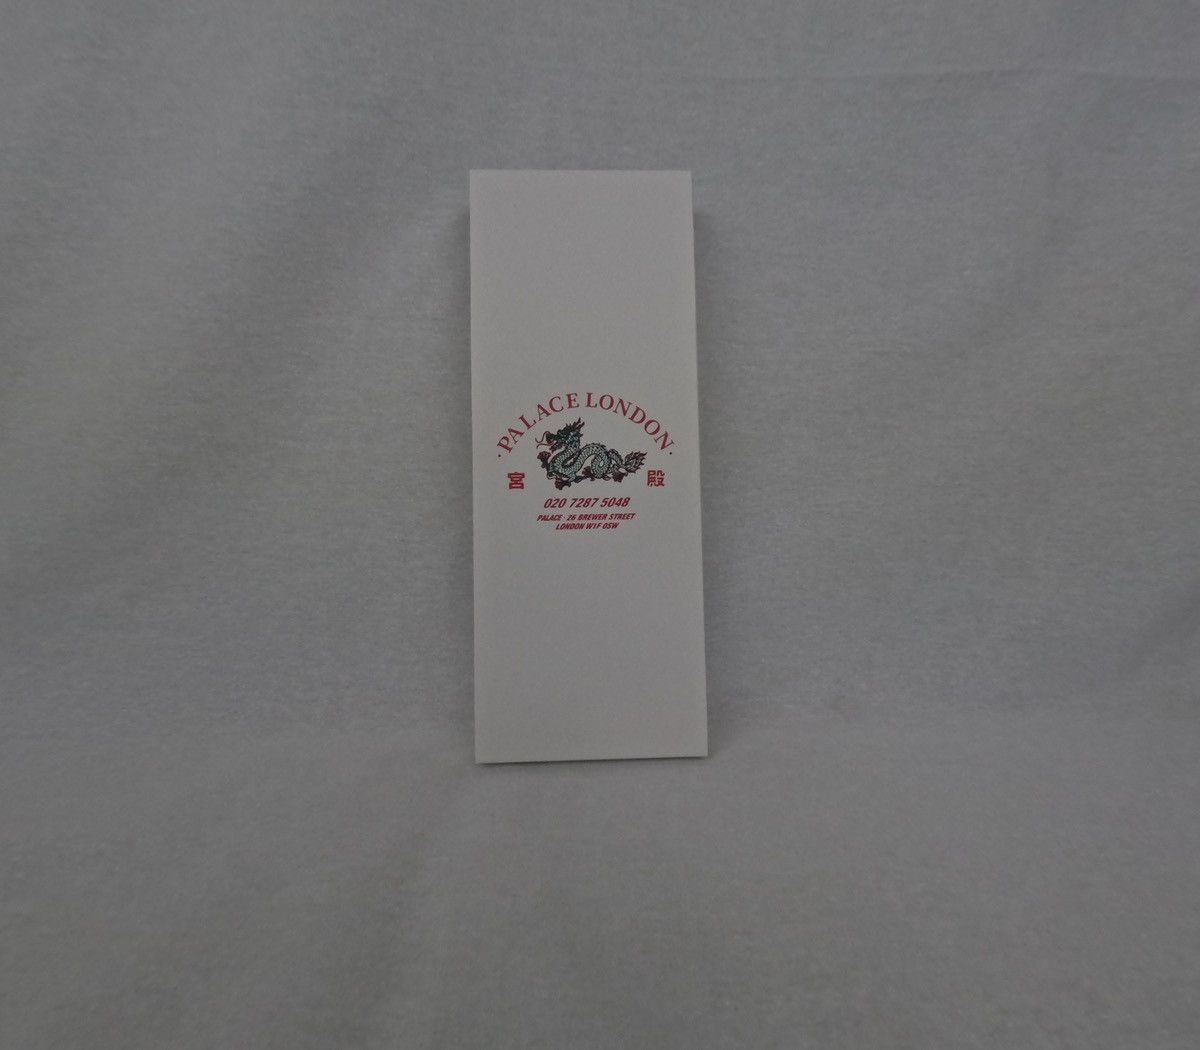 · PALACE LONDON ·
宮 殿
020 7287 5048
PALACE · 26 BREWER STREET
LONDON W1F 0SW